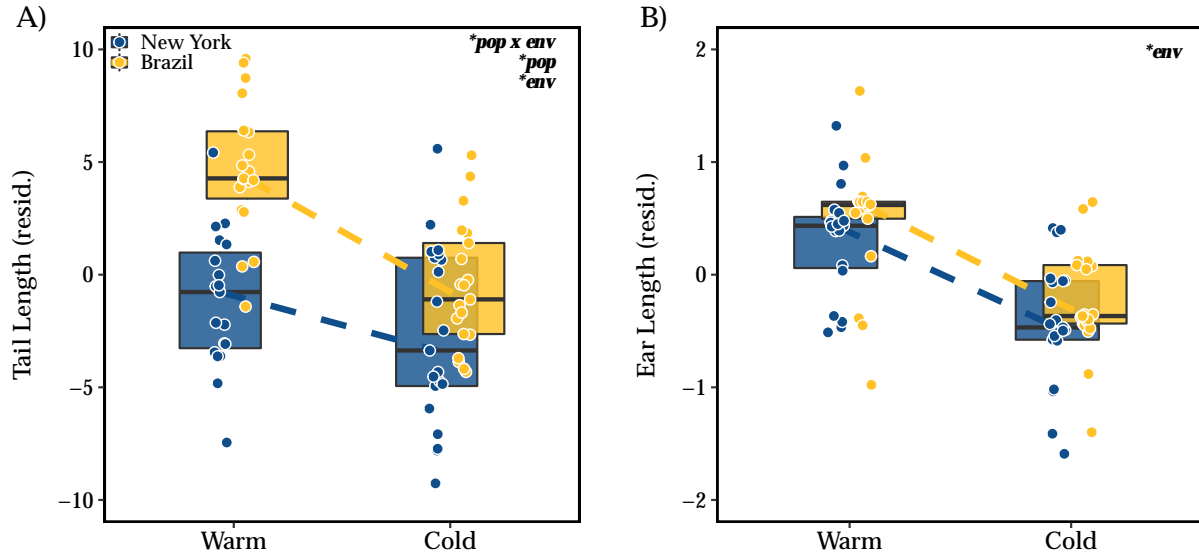 A)
New York
Brazil
*pop x env
*pop
*env
Tail Length (resid.)
10
5
0
−5
−10
Warm
Cold
B)
*env
Ear Length (resid.)
2
1
0
−1
−2
Warm
Cold